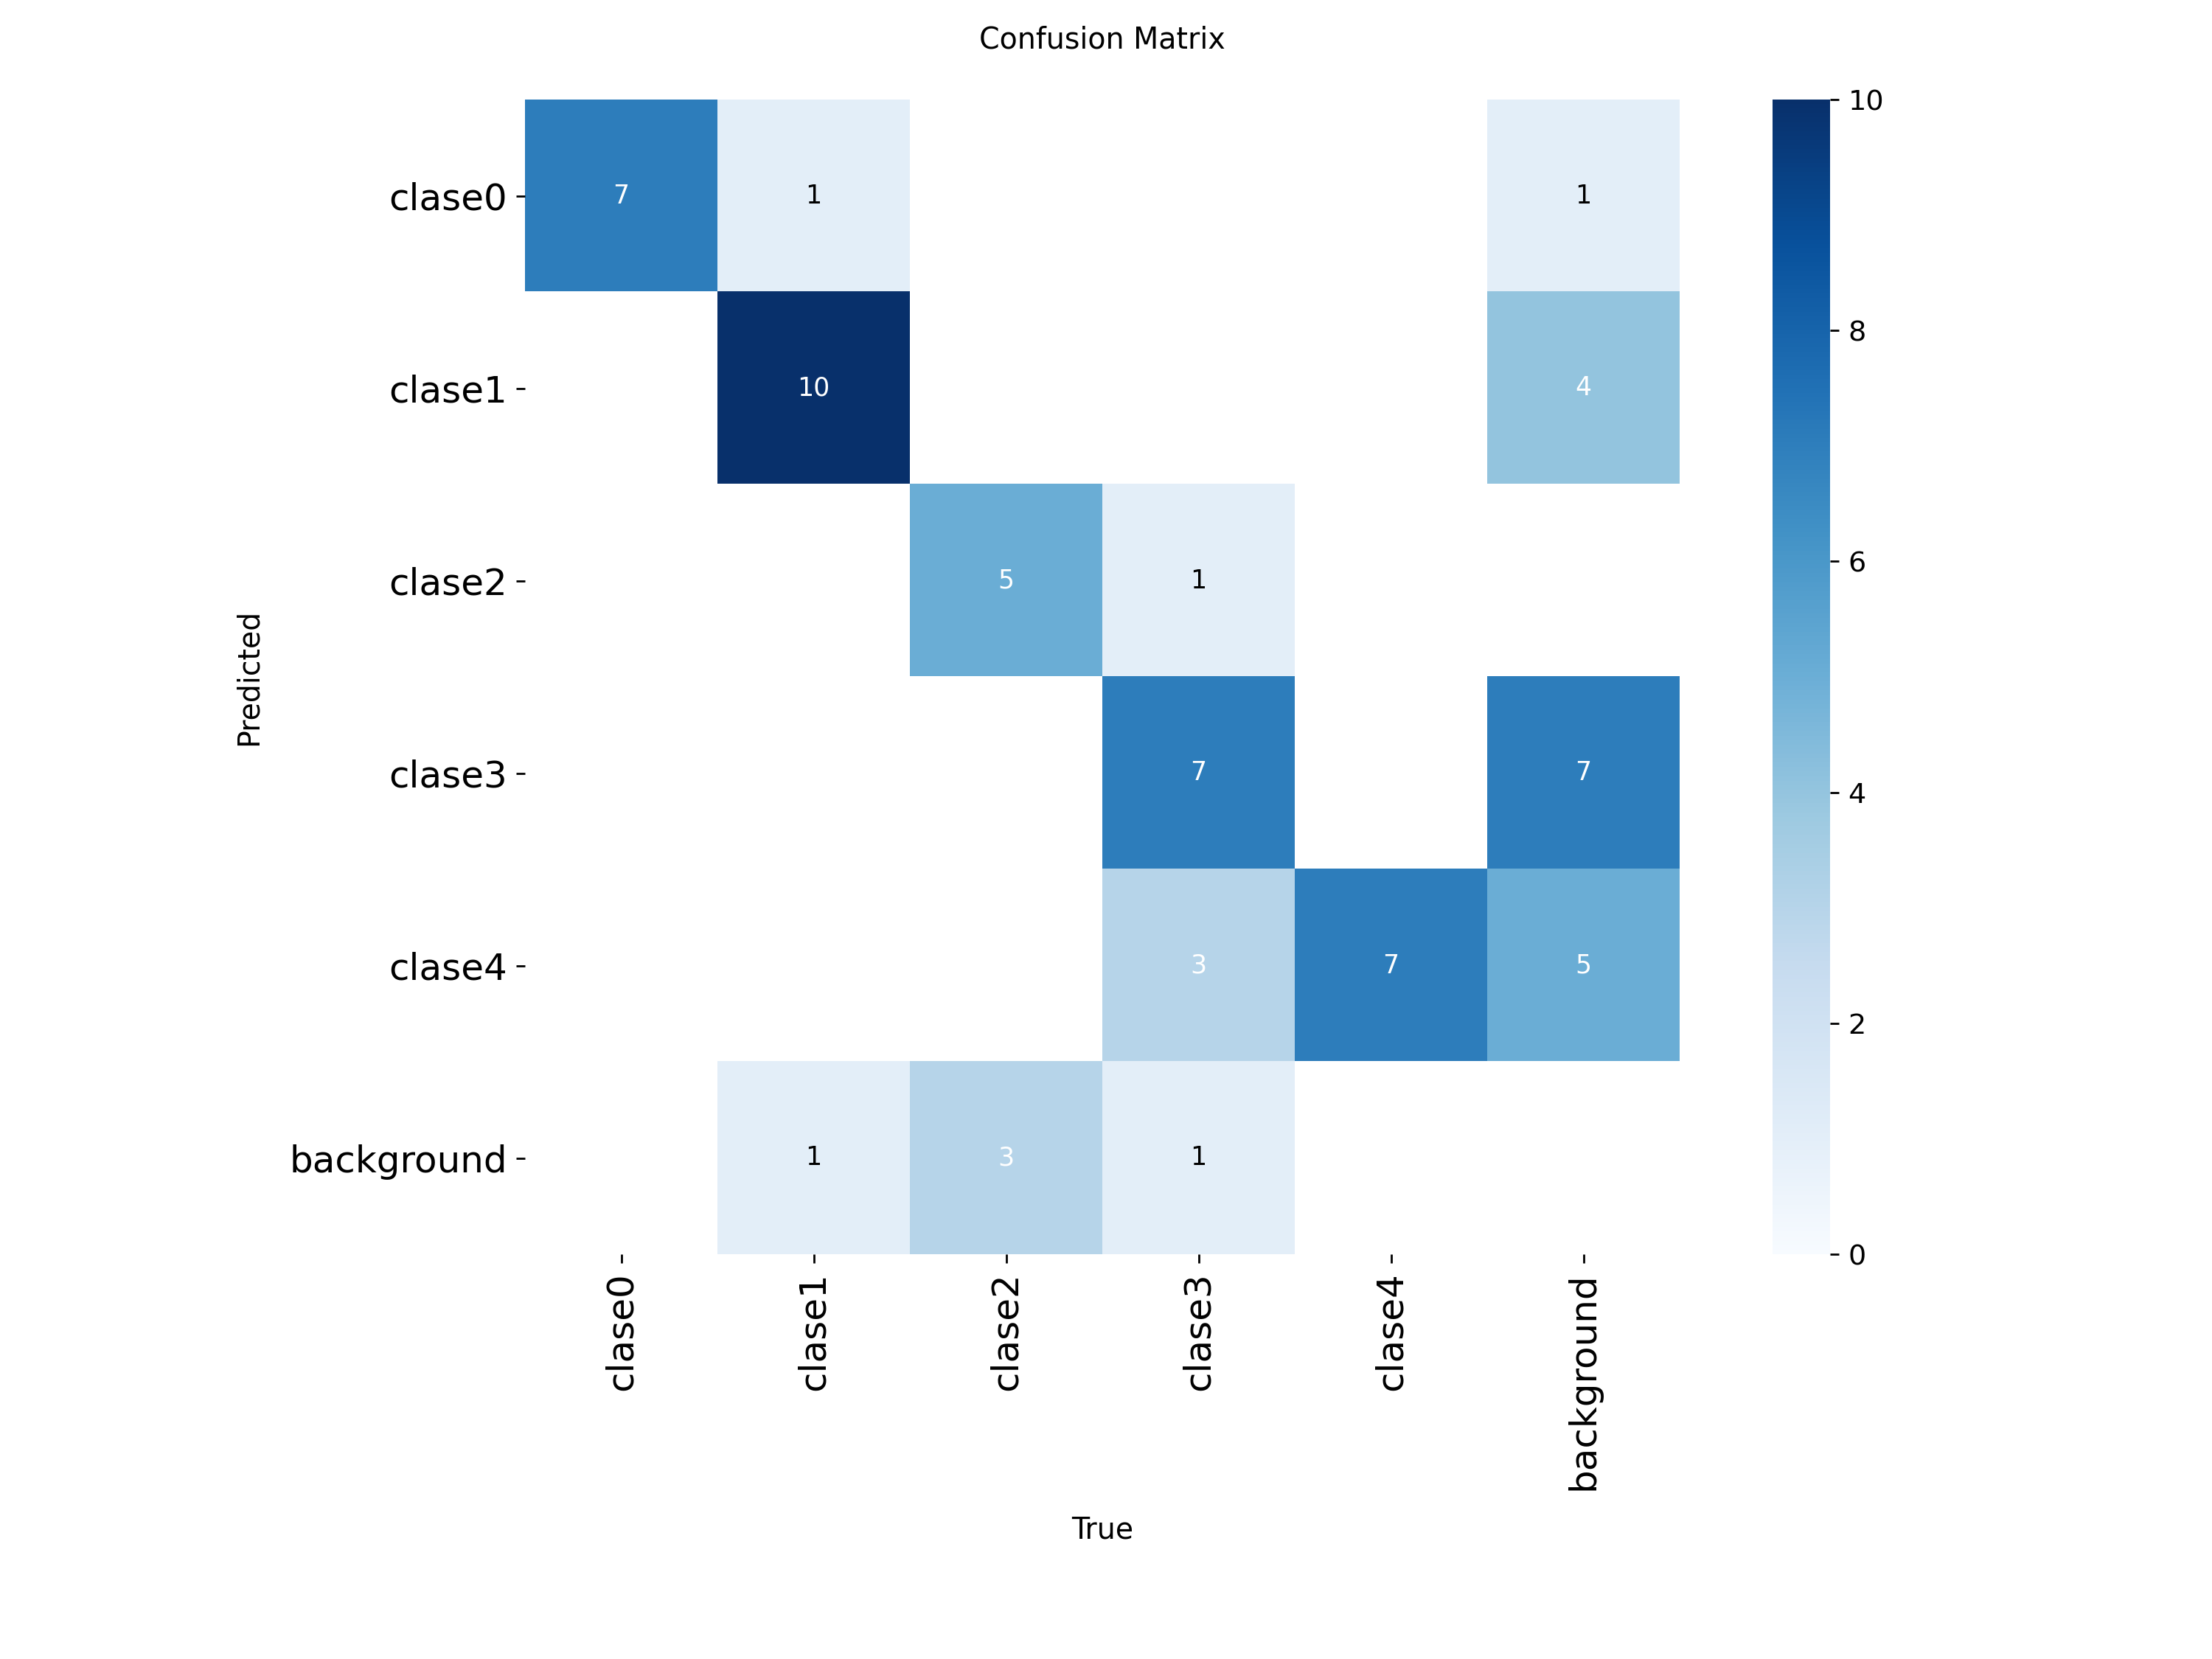 Confusion Matrix
clase0 7 1 1
clase1 10 4
clase2 5 1
clase3 7 7
clase4 3 7 5
background 1 3 1
clase0 clase1 clase2 clase3 clase4 background
True
Predicted
10
8
6
4
2
0